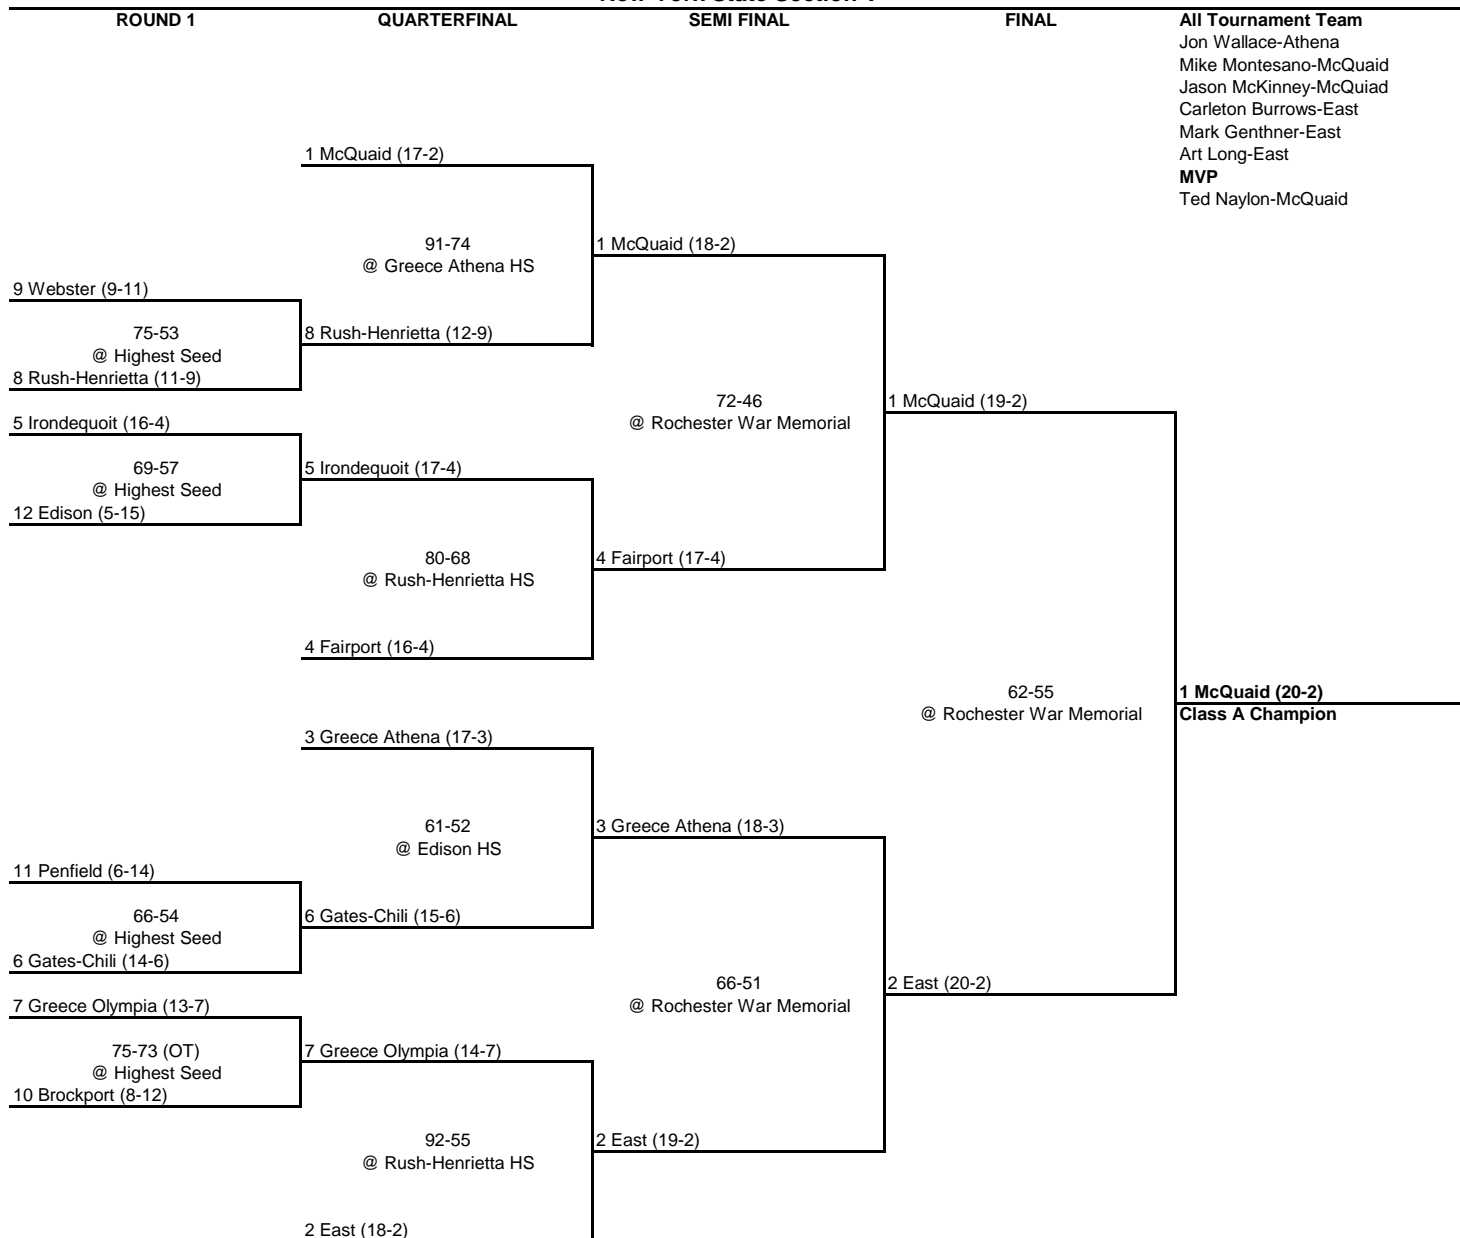 ROUND 1
QUARTERFINAL
SEMI FINAL
FINAL
All Tournament Team
Jon Wallace-Athena
Mike Montesano-McQuaid
Jason McKinney-McQuiad
Carleton Burrows-East
Mark Genthner-East
Art Long-East
MVP
Ted Naylon-McQuaid
1 McQuaid (17-2)
91-74
@ Greece Athena HS
1 McQuaid (18-2)
9 Webster (9-11)
75-53
@ Highest Seed
8 Rush-Henrietta (12-9)
8 Rush-Henrietta (11-9)
72-46
@ Rochester War Memorial
1 McQuaid (19-2)
5 Irondequoit (16-4)
69-57
@ Highest Seed
5 Irondequoit (17-4)
12 Edison (5-15)
80-68
@ Rush-Henrietta HS
4 Fairport (17-4)
4 Fairport (16-4)
62-55
@ Rochester War Memorial
1 McQuaid (20-2)
Class A Champion
3 Greece Athena (17-3)
61-52
@ Edison HS
3 Greece Athena (18-3)
11 Penfield (6-14)
66-54
@ Highest Seed
6 Gates-Chili (15-6)
6 Gates-Chili (14-6)
66-51
@ Rochester War Memorial
2 East (20-2)
7 Greece Olympia (13-7)
75-73 (OT)
@ Highest Seed
7 Greece Olympia (14-7)
10 Brockport (8-12)
92-55
@ Rush-Henrietta HS
2 East (19-2)
2 East (18-2)